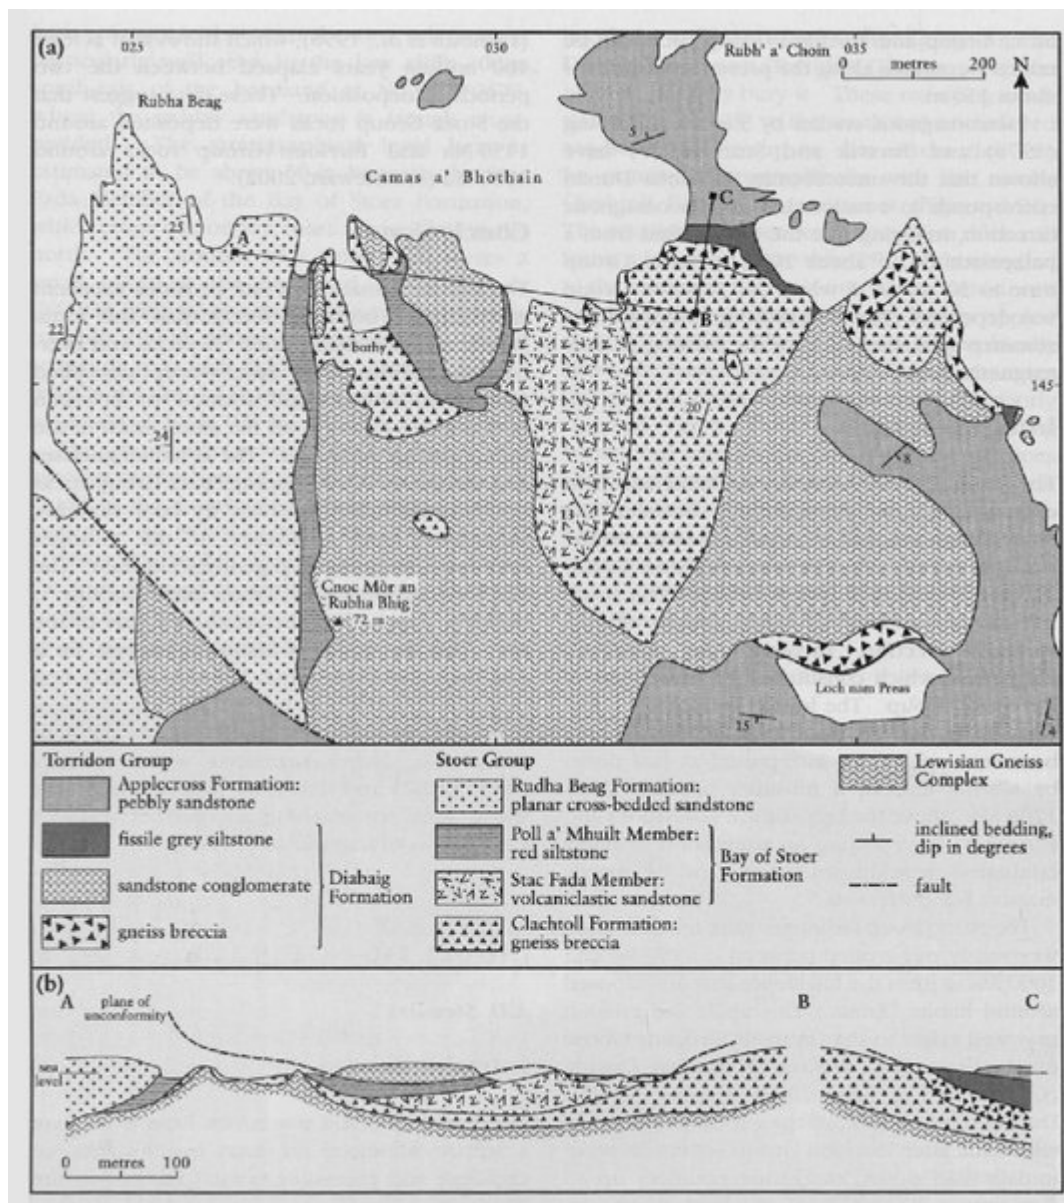 (a)
025
030
Rubh' a' Choin
035
0 metres 200
N
Rubha Beag
Camas a' Bhothain
5
25
A
C
B
22
bothy
145
20
24
8
Cnoc Mòr an
Rubha Bhig
72 m
Loch nam Preas
15
4
Torridon Group
Applecross Formation:
pebbly sandstone
fissile grey siltstone
sandstone conglomerate
gneiss breccia
Diabaig
Formation
Stoer Group
Rudha Beag Formation:
planar cross-bedded sandstone
Poll a' Mhuilt Member:
red siltstone
Stac Fada Member:
volcaniclastic sandstone
Clachtoll Formation:
gneiss breccia
Bay of Stoer
Formation
Lewisian Gneiss
Complex
inclined bedding,
dip in degrees
fault
(b)
A
plane of
unconformity
B
C
sea
level
0 metres 100